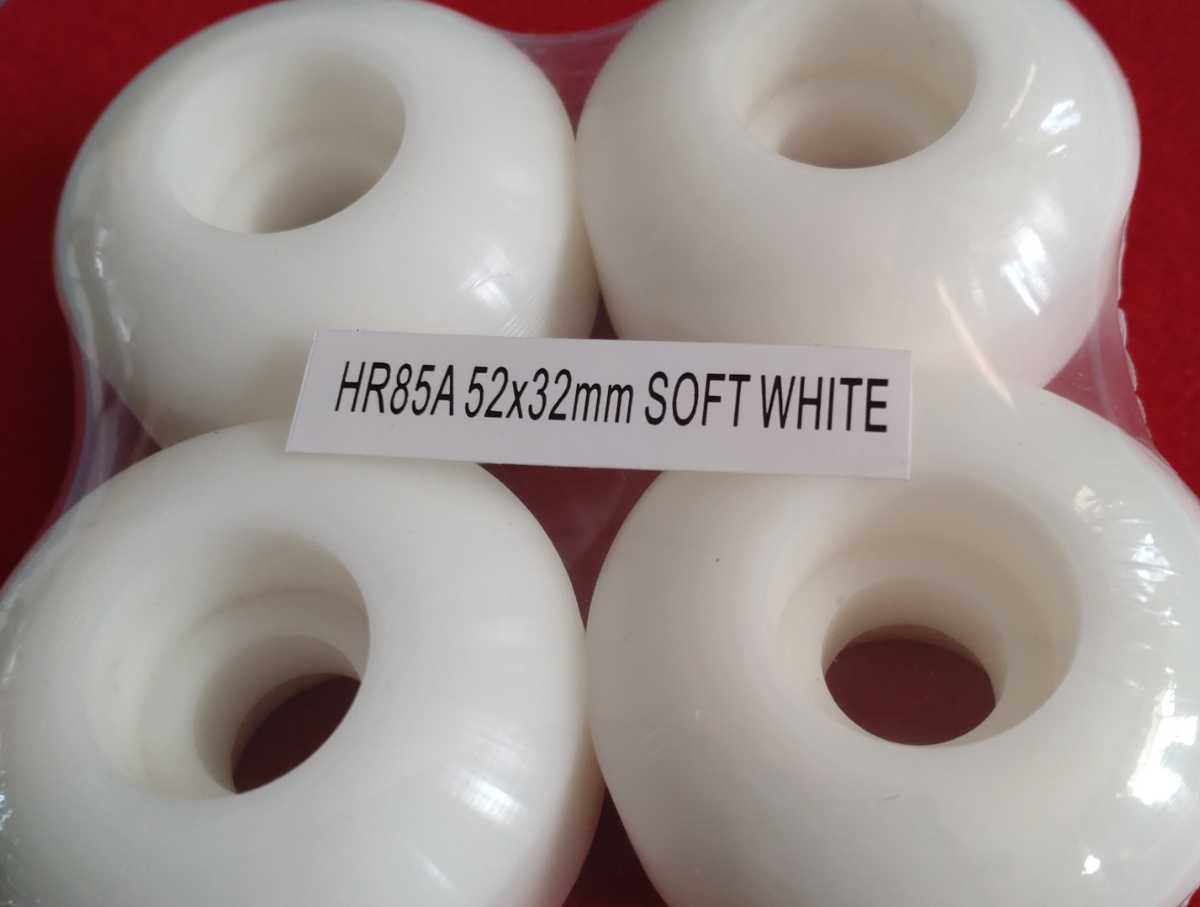 HR85A 52x32mm SOFT WHITE